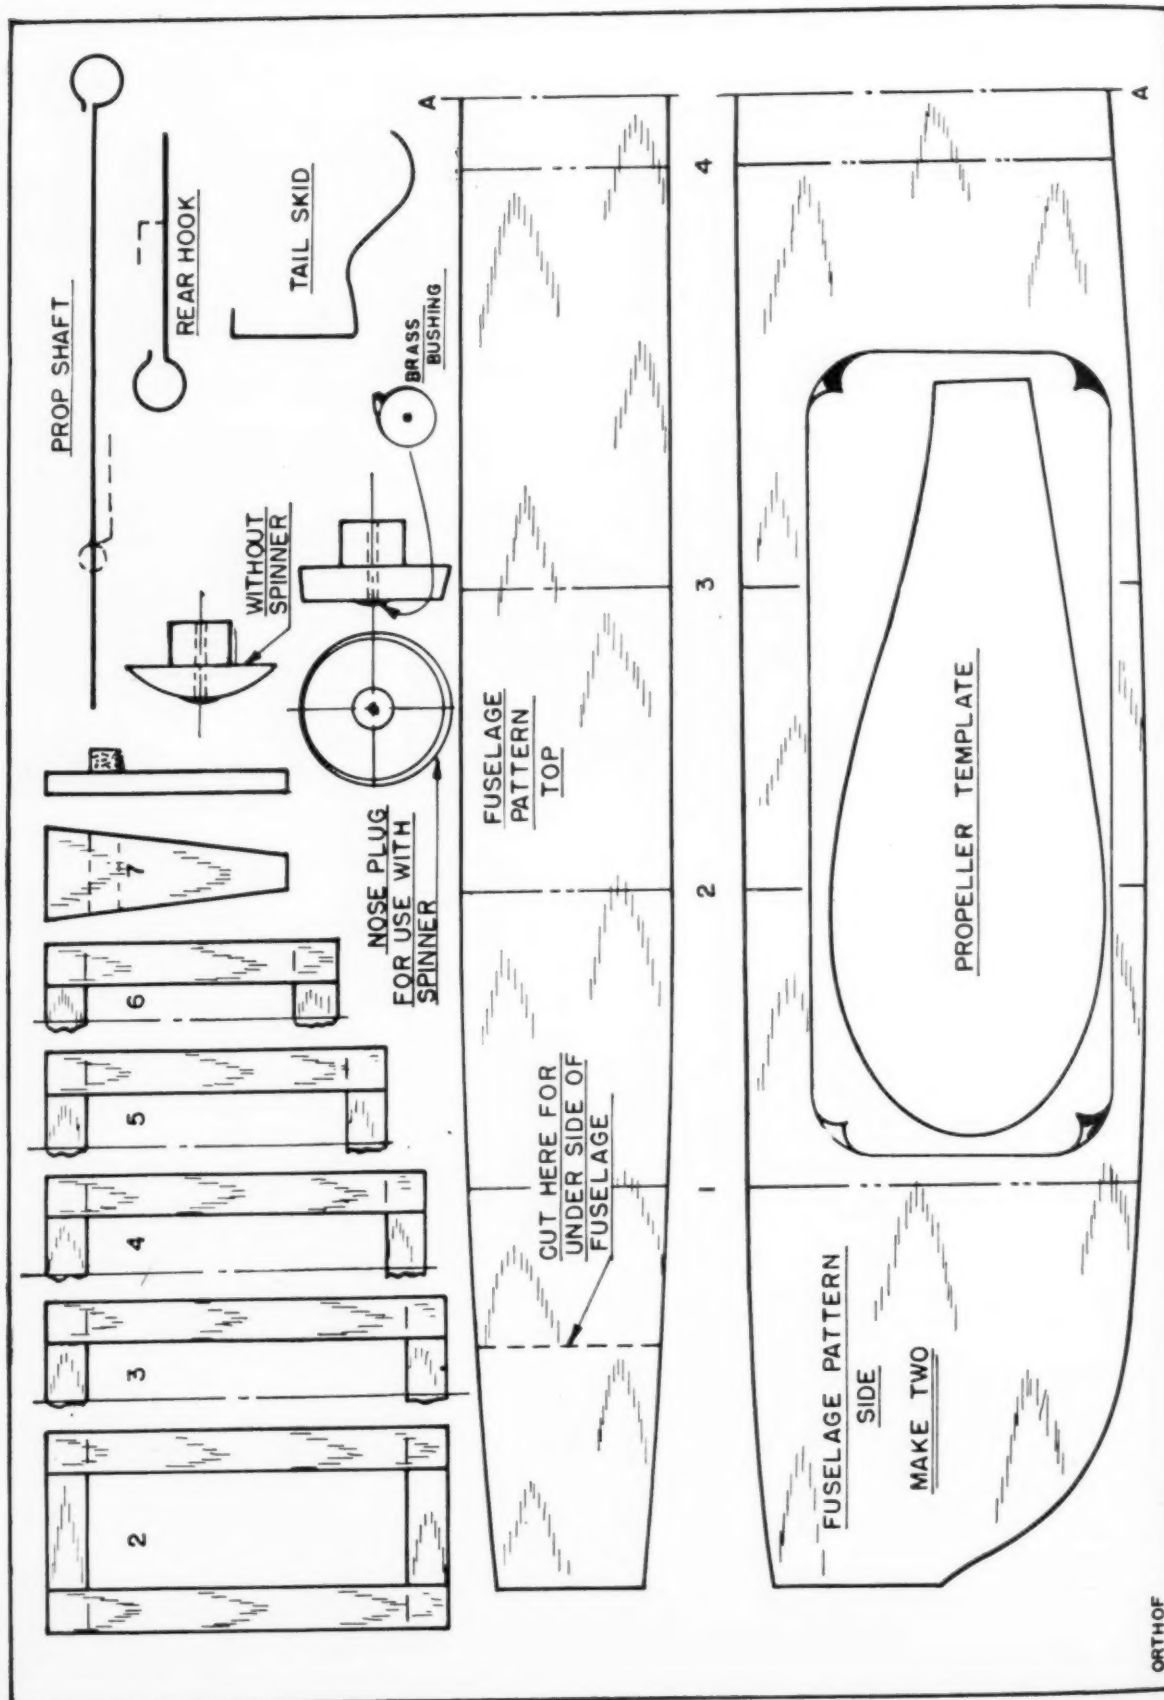 PROP SHAFT
REAR HOOK
TAIL SKID
BRASS
BUSHING
WITHOUT
SPINNER
NOSE PLUG
FOR USE WITH
SPINNER
2
3
4
5
6
7
A
FUSELAGE
PATTERN
TOP
CUT HERE FOR
UNDER SIDE OF
FUSELAGE
1
2
3
4
FUSELAGE PATTERN
SIDE
MAKE TWO
PROPELLER TEMPLATE
A
ORTHOF